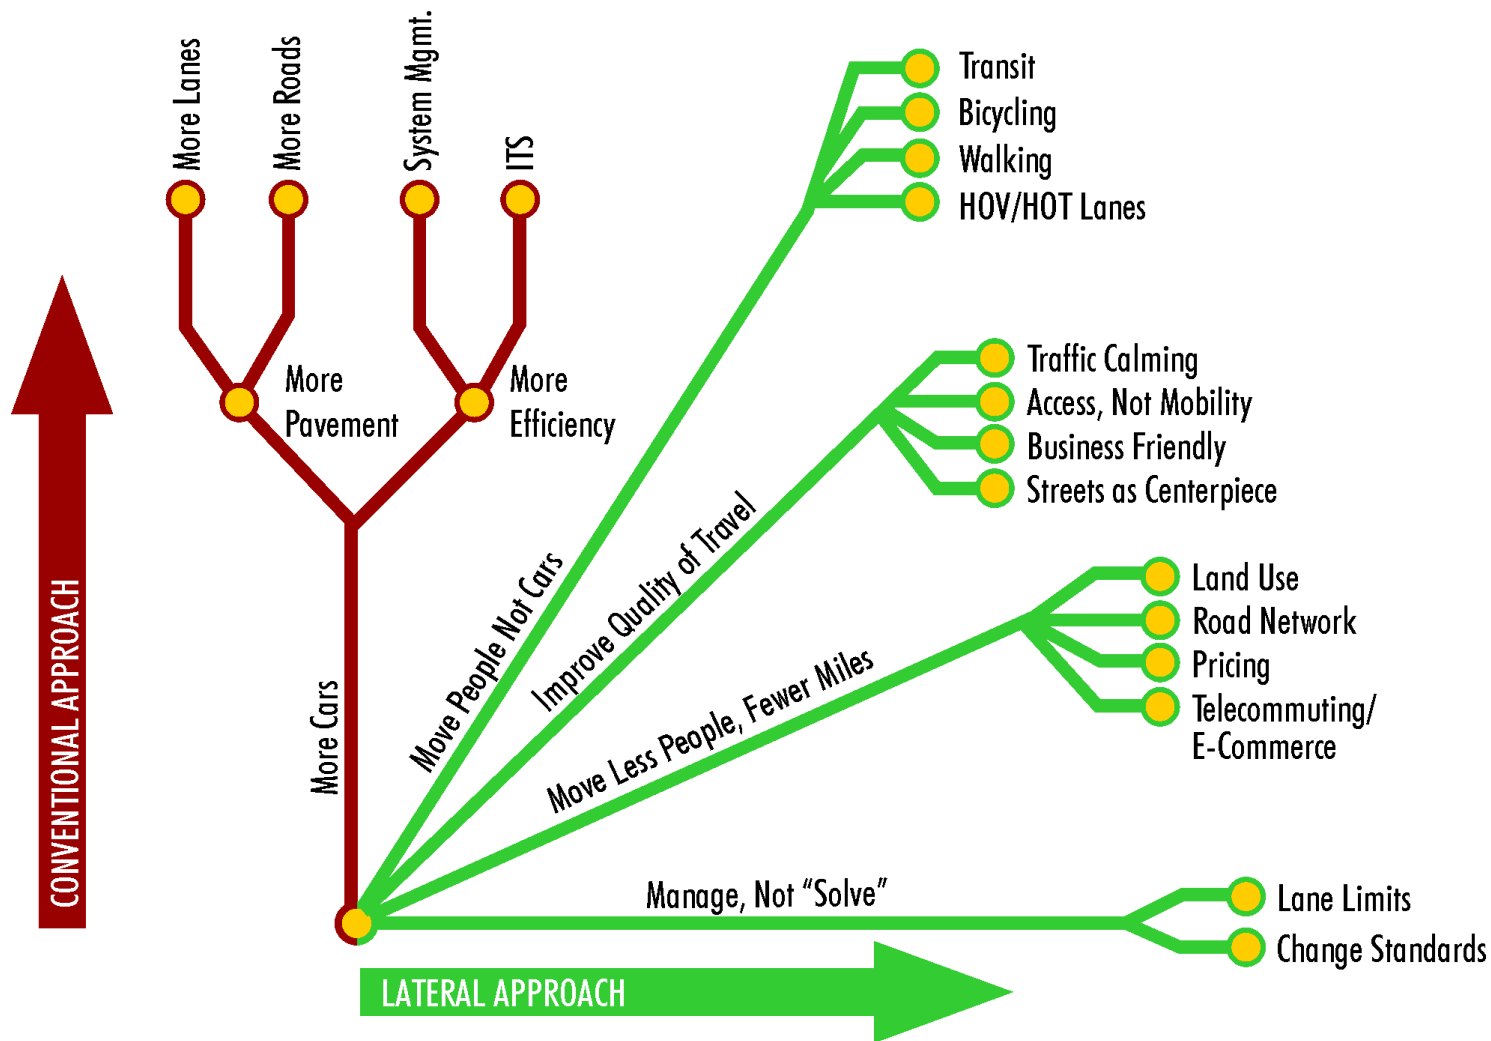 More Lanes
More Roads
System Mgmt.
ITS
More
Pavement
More
Efficiency
More Cars
CONVENTIONAL APPROACH
Move People Not Cars
Transit
Bicycling
Walking
HOV/HOT Lanes
Improve Quality of Travel
Traffic Calming
Access, Not Mobility
Business Friendly
Streets as Centerpiece
Move Less People, Fewer Miles
Land Use
Road Network
Pricing
Telecommuting/
E-Commerce
Manage, Not “Solve”
Lane Limits
Change Standards
LATERAL APPROACH